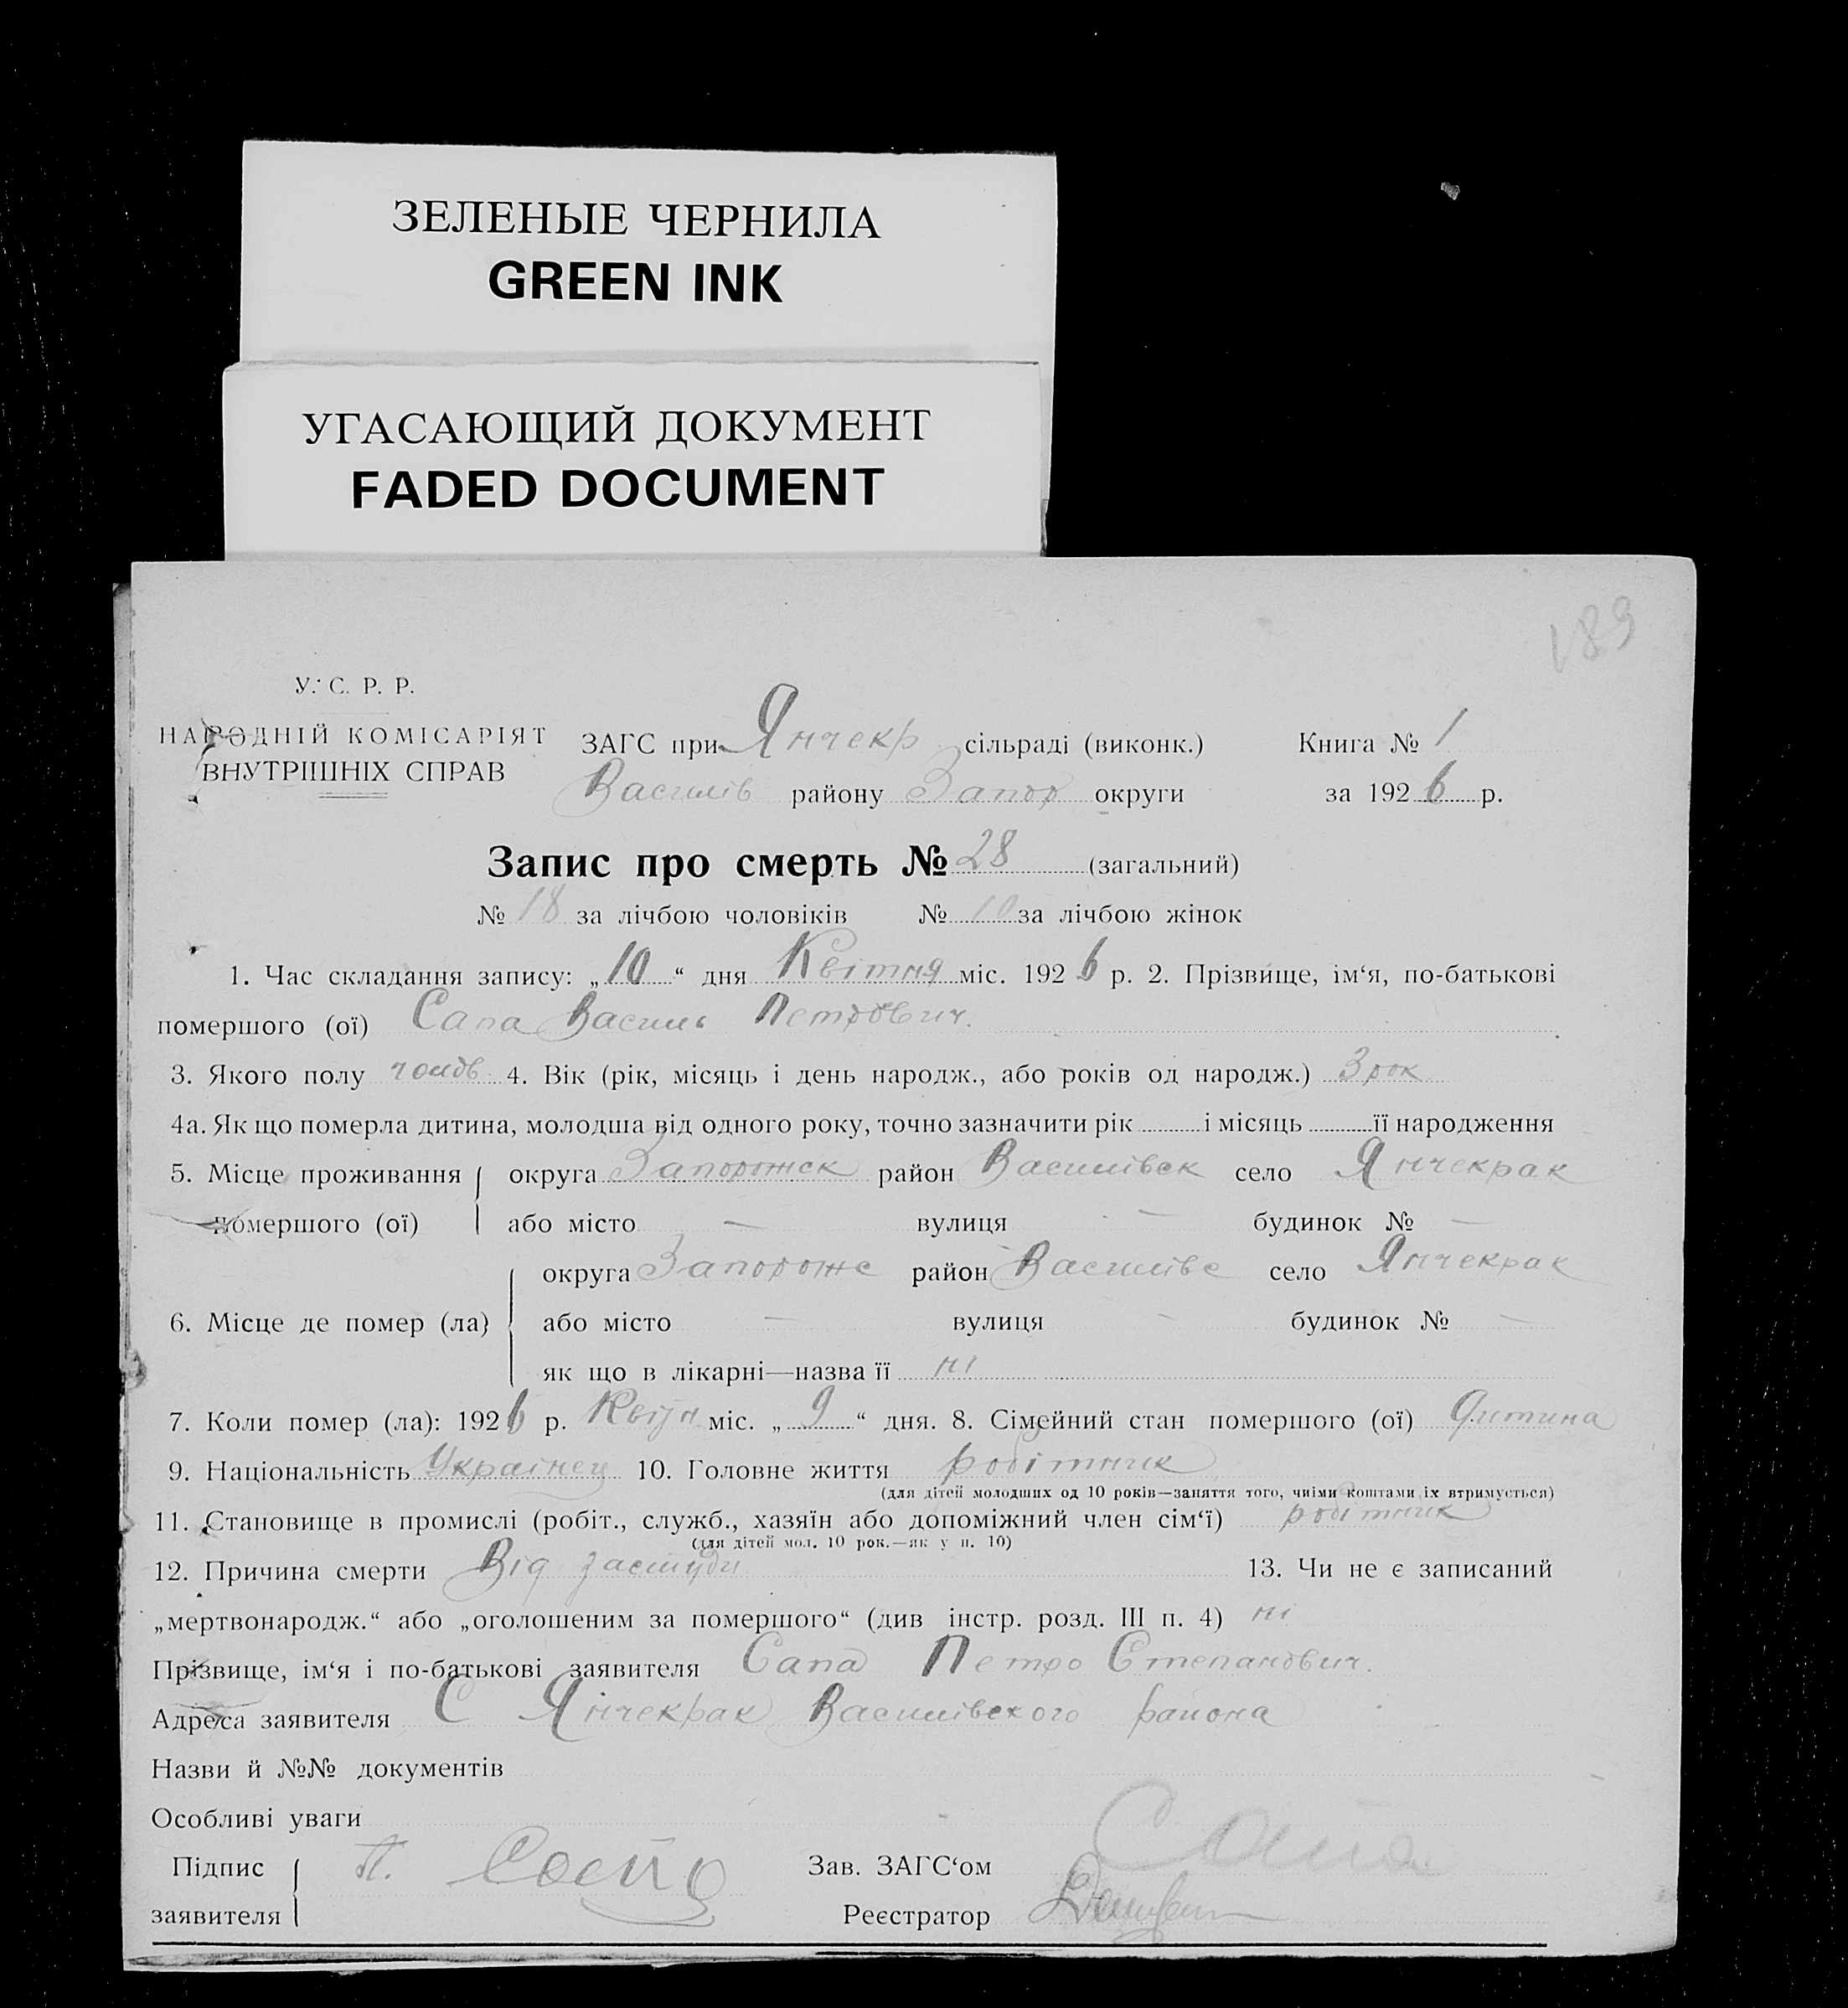 ЗЕЛЕНЫЕ ЧЕРНИЛА
GREEN INK
УГАСАЮЩИЙ ДОКУМЕНТ
FADED DOCUMENT
189
У. С. Р. Р.
НАРОДНІЙ КОМІСАРІЯТ
ВНУТРІШНІХ СПРАВ
ЗАГС при Янчекр сільраді (виконк.) Книга № 1
Василів району Запор округи за 1926 р.
Запис про смерть № 28 (загальний)
№ 18 за лічбою чоловіків № 10 за лічбою жінок
1. Час складання запису: „10“ дня Квітня міс. 1926 р. 2. Прізвище, ім‘я, по-батькові
помершого (ої) Сапа Василь Петрович.
3. Якого полу 4. Вік (рік, місяць і день народж., або років од народж.) 3 рок
4а. Як що померла дитина, молодша від одного року, точно зазначити рік і місяць її народження
5. Місце проживання округа Запорожск район Василівск село Янчекрак
помершого (ої) або місто — вулиця — будинок № —
округа Запорожс район Василівс село Янчекрак
6. Місце де помер (ла) або місто — вулиця — будинок № —
як що в лікарні—назва її ні
7. Коли помер (ла): 1926 р. Квітн міс. „9“ дня. 8. Сімейний стан помершого (ої) дитина
9. Національність Украінец 10. Головне життя робітник
(для дітей молодших од 10 років—заняття того, чиїми коштами їх втримується)
11. Становище в промислі (робіт., служб., хазяїн або допоміжний член сім‘ї) робітник
(для дітей мол. 10 рок.—як у п. 10)
12. Причина смерти Від застуди 13. Чи не є записаний
„мертвонародж.“ або „оголошеним за помершого“ (див інстр. розд. III п. 4) ні
Прізвище, ім‘я і по-батькові заявителя Сапа Петро Степанович.
Адреса заявителя С Янчекрак Василівского района
Назви й №№ документів
Особливі уваги
Підпис П. Зав. ЗАГС‘ом
заявителя Реєстратор